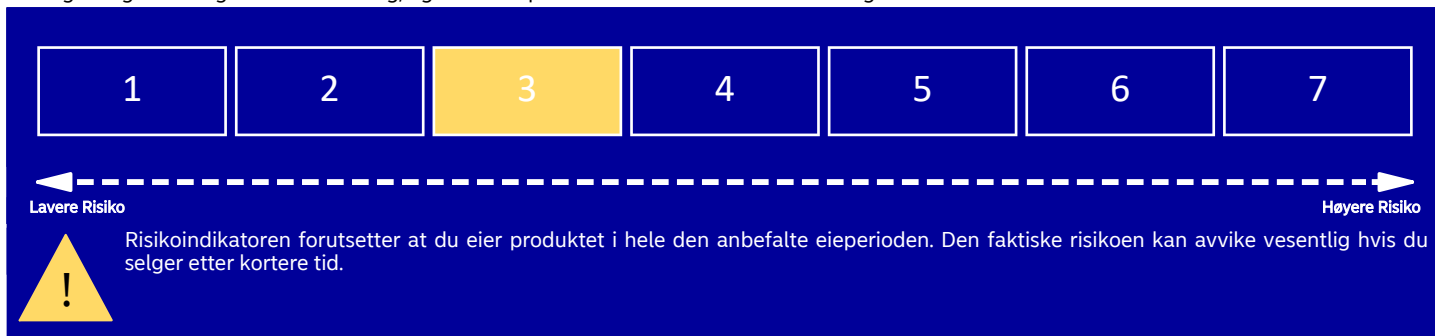 1 2 3 4 5 6 7
Lavere Risiko Høyere Risiko
Risikoindikatoren forutsetter at du eier produktet i hele den anbefalte eieperioden. Den faktiske risikoen kan avvike vesentlig hvis du
selger etter kortere tid.
!